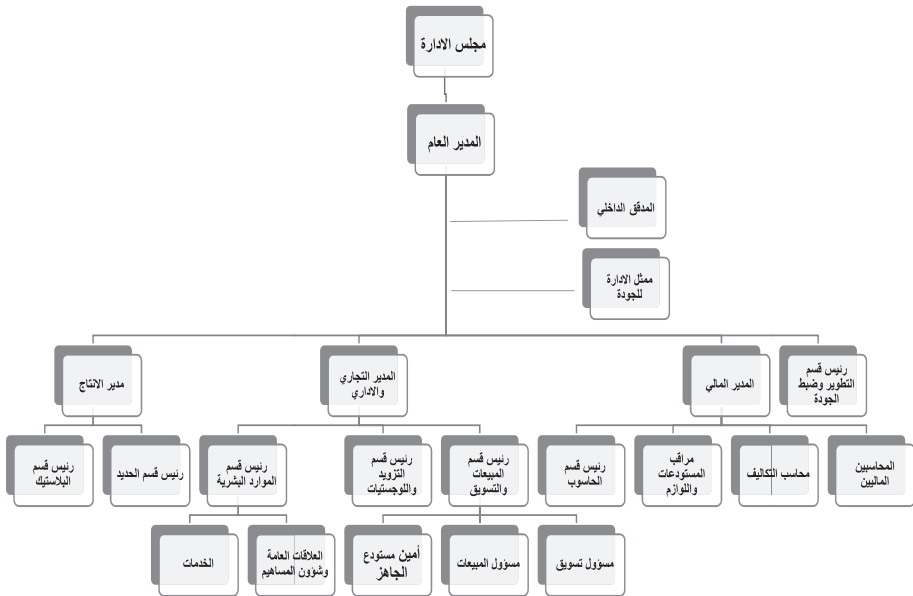 مجلس الادارة
المدير العام
المدقق الداخلي
ممثل الادارة
للجودة
رئيس قسم
التطوير وضبط
الجودة
المدير المالي
المدير التجاري
والاداري
مدير الانتاج
المحاسبين
الماليين
محاسب التكاليف
مراقب
المستودعات
واللوازم
رئيس قسم
الحاسوب
رئيس قسم
المبيعات
والتسويق
رئيس قسم
التزويد
واللوجستيات
رئيس قسم
الموارد البشرية
رئيس قسم الحديد
رئيس قسم
البلاستيك
مسؤول تسويق
مسؤول المبيعات
أمين مستودع
الجاهز
العلاقات العامة
وشؤون المساهيم
الخدمات